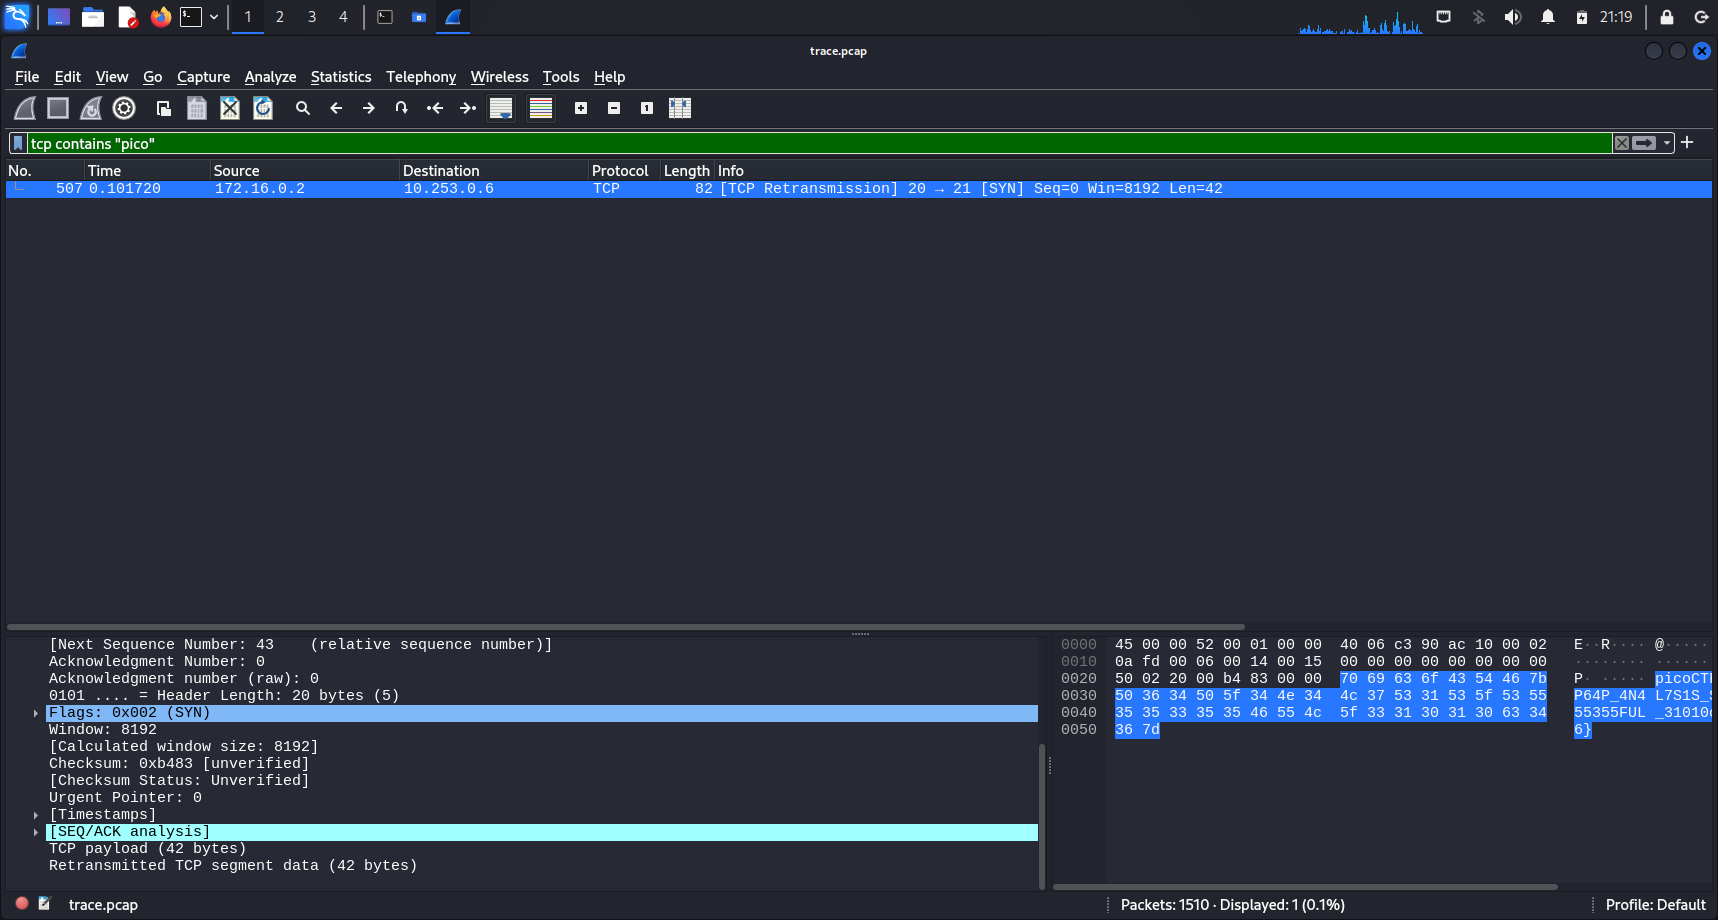 1 2 3 4 21:19
trace.pcap
File Edit View Go Capture Analyze Statistics Telephony Wireless Tools Help
tcp contains "pico"
No. Time Source Destination Protocol Length Info
507 0.101720 172.16.0.2 10.253.0.6 TCP 82 [TCP Retransmission] 20 → 21 [SYN] Seq=0 Win=8192 Len=42
[Next Sequence Number: 43 (relative sequence number)]
Acknowledgment Number: 0
Acknowledgment number (raw): 0
0101 .... = Header Length: 20 bytes (5)
Flags: 0x002 (SYN)
Window: 8192
[Calculated window size: 8192]
Checksum: 0xb483 [unverified]
[Checksum Status: Unverified]
Urgent Pointer: 0
[Timestamps]
[SEQ/ACK analysis]
TCP payload (42 bytes)
Retransmitted TCP segment data (42 bytes)
0000 45 00 00 52 00 01 00 00 40 06 c3 90 ac 10 00 02 E··R···· @·····
0010 0a fd 00 06 00 14 00 15 00 00 00 00 00 00 00 00 ········ ······
0020 50 02 20 00 b4 83 00 00 70 69 63 6f 43 54 46 7b P· ····· picoCT
0030 50 36 34 50 5f 34 4e 34 4c 37 53 31 53 5f 53 55 P64P_4N4 L7S1S_S
0040 35 35 33 35 35 46 55 4c 5f 33 31 30 31 30 63 34 55355FUL _31010c
0050 36 7d 6}
trace.pcap Packets: 1510 · Displayed: 1 (0.1%) Profile: Default